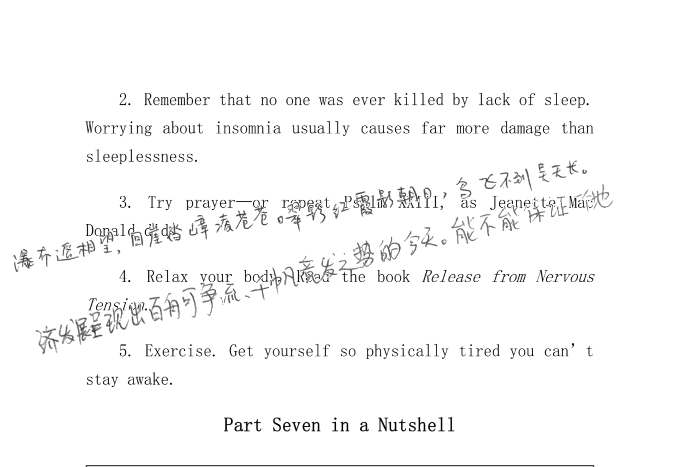 2. Remember that no one was ever killed by lack of sleep.
Worrying about insomnia usually causes far more damage than
sleeplessness.
3. Try prayer—or repeat Psalm XXIII, as Jeanette Mac
Donald did.
瀑布遥相望，回崖沓嶂凌苍苍。翠影红霞映朝日，鸟飞不到吴天长。
4. Relax your body. Read the book Release from Nervous
Tension.
济发展呈现出百舸争流、千帆竞发之势的今天。能不能保证
5. Exercise. Get yourself so physically tired you can’t
stay awake.
Part Seven in a Nutshell